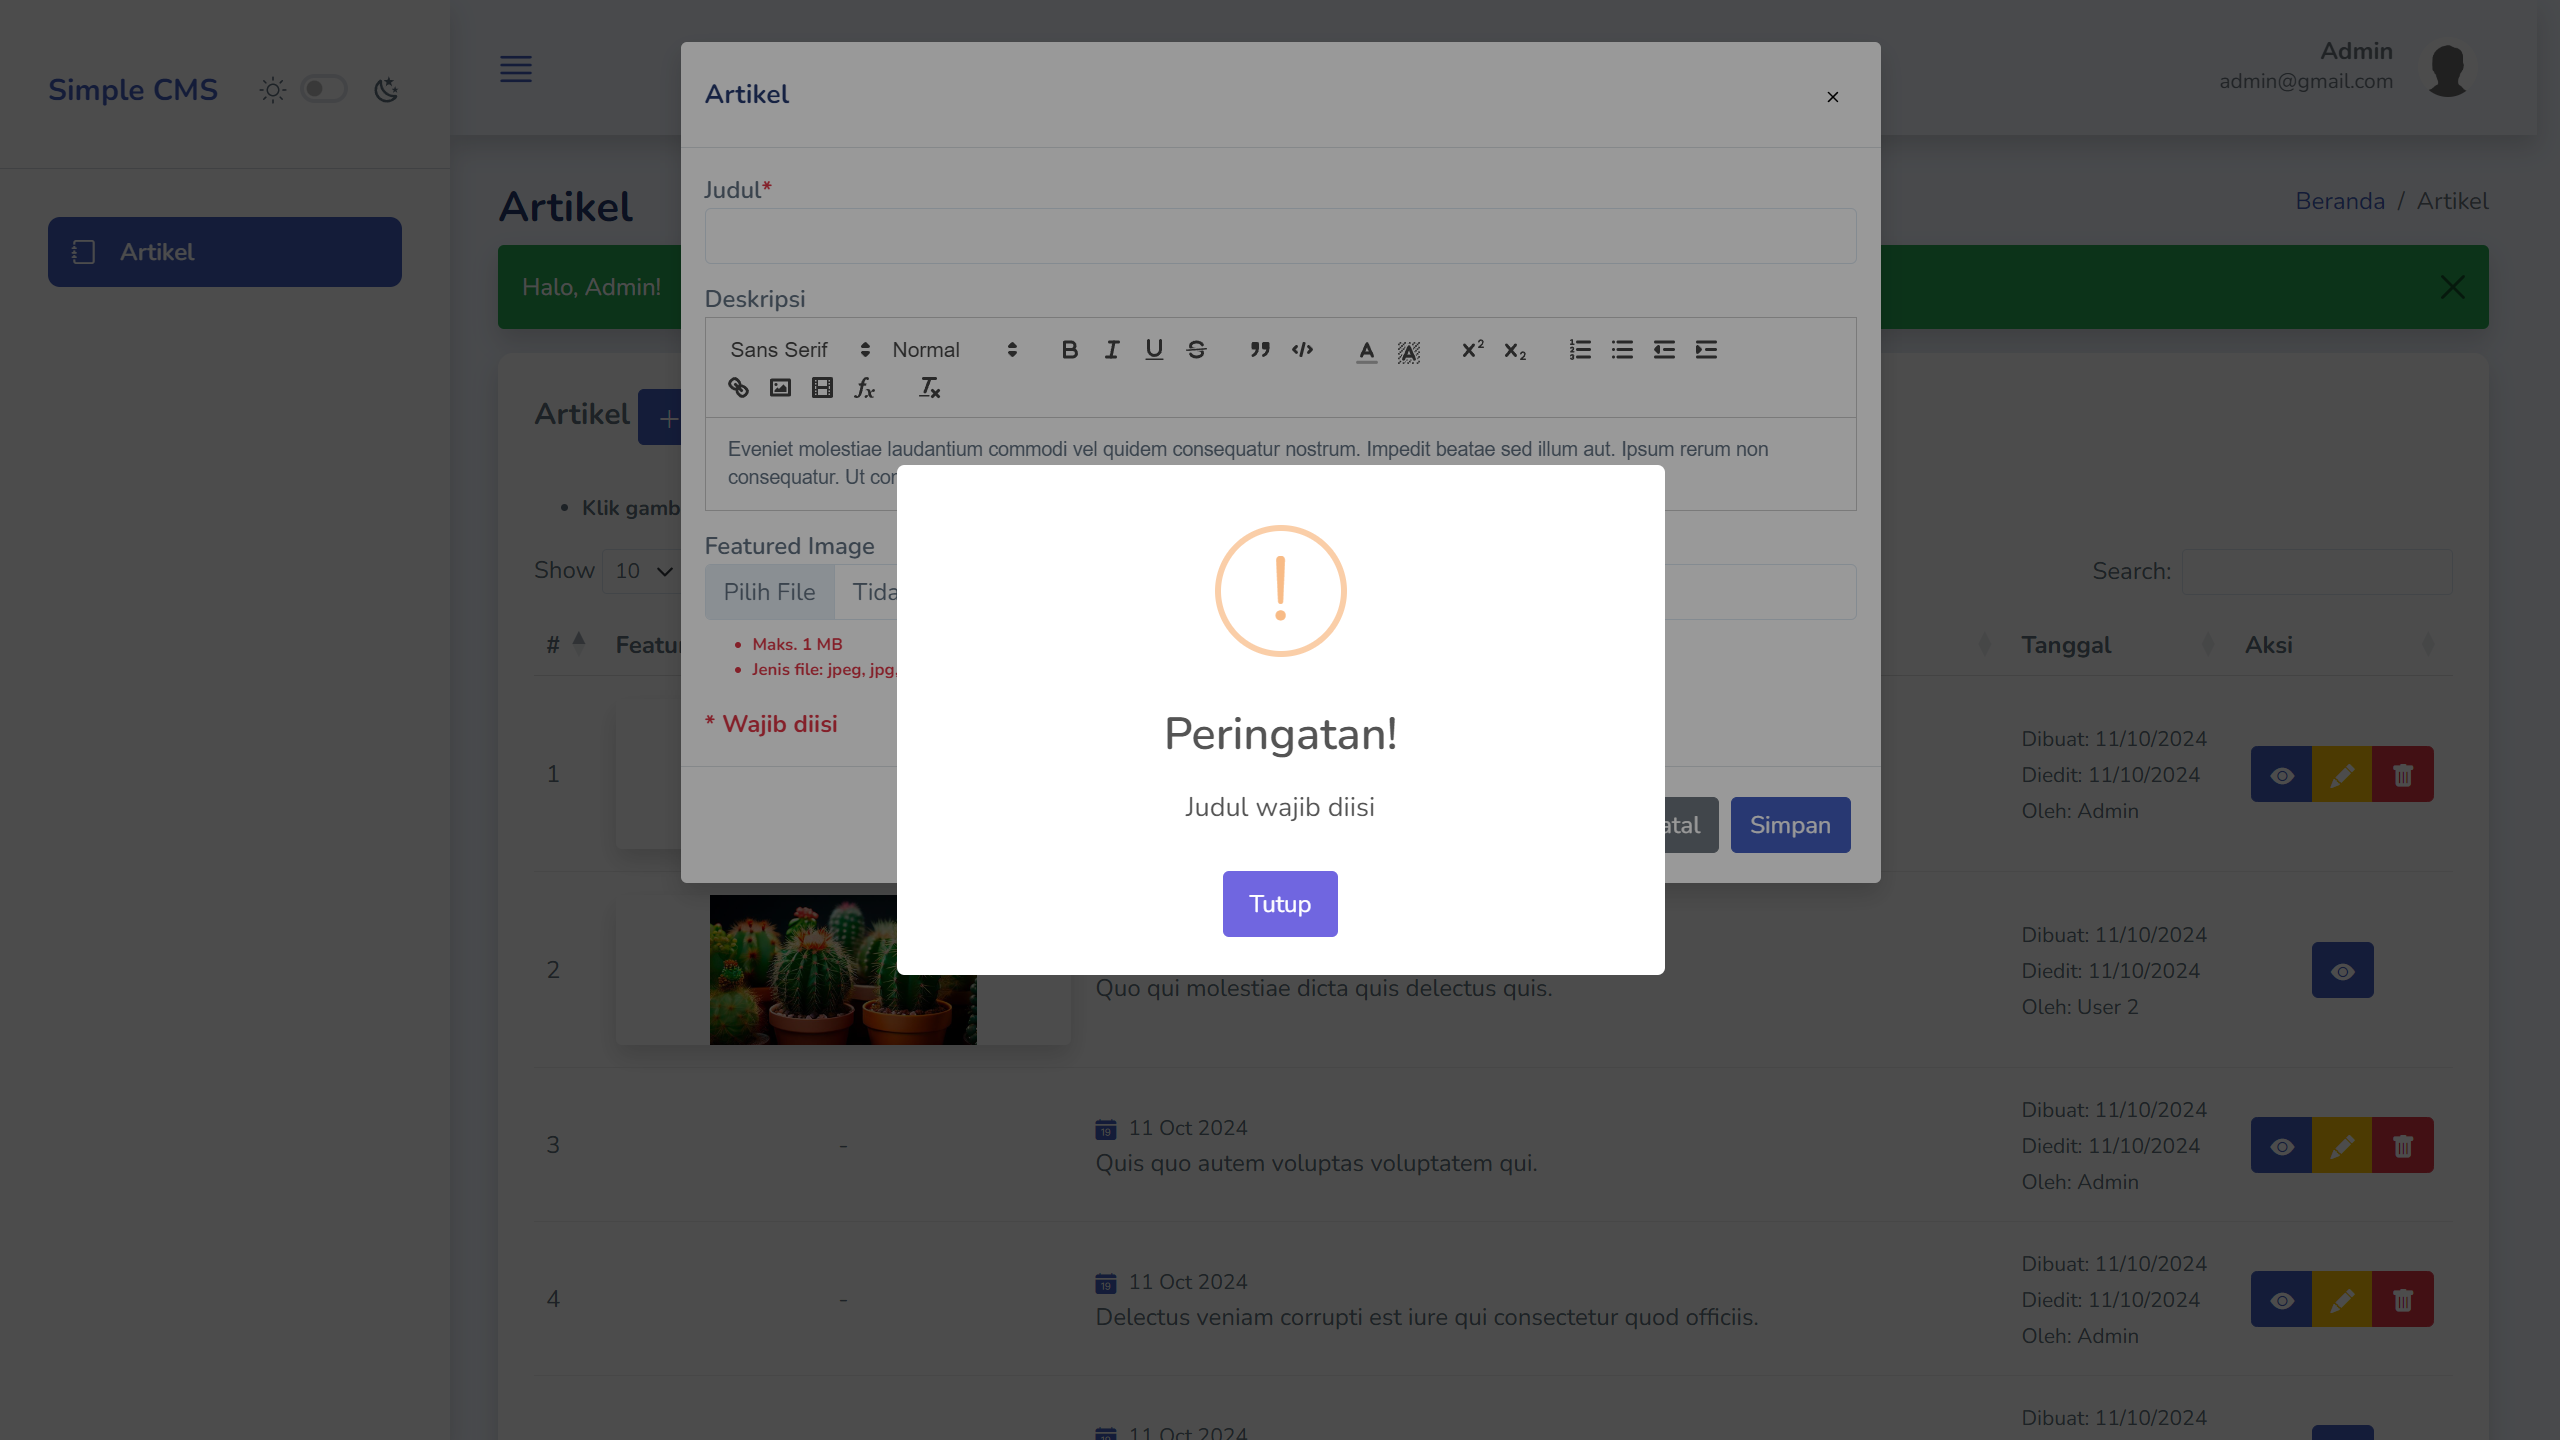 Simple CMS
Admin
admin@gmail.com
Artikel
Artikel
Beranda / Artikel
Halo, Admin!
Artikel
Klik
Show 10
Search:
#
Tanggal
Aksi
Artikel
×
Judul*
Deskripsi
Sans Serif
Normal
Eveniet molestiae laudantium commodi vel quidem consequatur nostrum. Impedit beatae sed illum aut. Ipsum rerum non
consequatur. Ut
Featured Image
Pilih File
Maks. 1 MB
Jenis file: jpeg, jpg,
* Wajib diisi
Simpan
Peringatan!
Judul wajib diisi
Tutup
1
Dibuat: 11/10/2024
Diedit: 11/10/2024
Oleh: Admin
2
Quo qui molestiae dicta quis delectus quis.
Dibuat: 11/10/2024
Diedit: 11/10/2024
Oleh: User 2
3
-
11 Oct 2024
Quis quo autem voluptas voluptatem qui.
Dibuat: 11/10/2024
Diedit: 11/10/2024
Oleh: Admin
4
-
11 Oct 2024
Delectus veniam corrupti est iure qui consectetur quod officiis.
Dibuat: 11/10/2024
Diedit: 11/10/2024
Oleh: Admin
11 Oct 2024
Dibuat: 11/10/2024